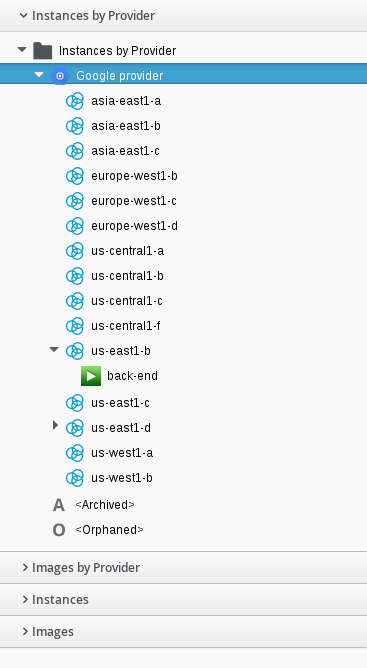 Instances by Provider
Instances by Provider
Google provider
asia-east1-a
asia-east1-b
asia-east1-c
europe-west1-b
europe-west1-c
europe-west1-d
us-central1-a
us-central1-b
us-central1-c
us-central1-f
us-east1-b
back-end
us-east1-c
us-east1-d
us-west1-a
us-west1-b
A <Archived>
O <Orphaned>
Images by Provider
Instances
Images